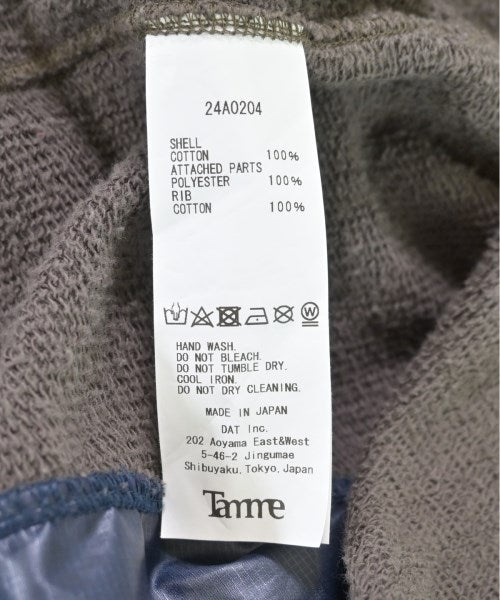 24A0204
SHELL
COTTON 100%
ATTACHED PARTS
POLYESTER 100%
RIB
COTTON 100%
W
HAND WASH.
DO NOT BLEACH.
DO NOT TUMBLE DRY.
COOL IRON.
DO NOT DRY CLEANING.
MADE IN JAPAN
DAT Inc.
202 Aoyama East&West
5-46-2 Jingumae
Shibuyaku, Tokyo, Japan
Tamme